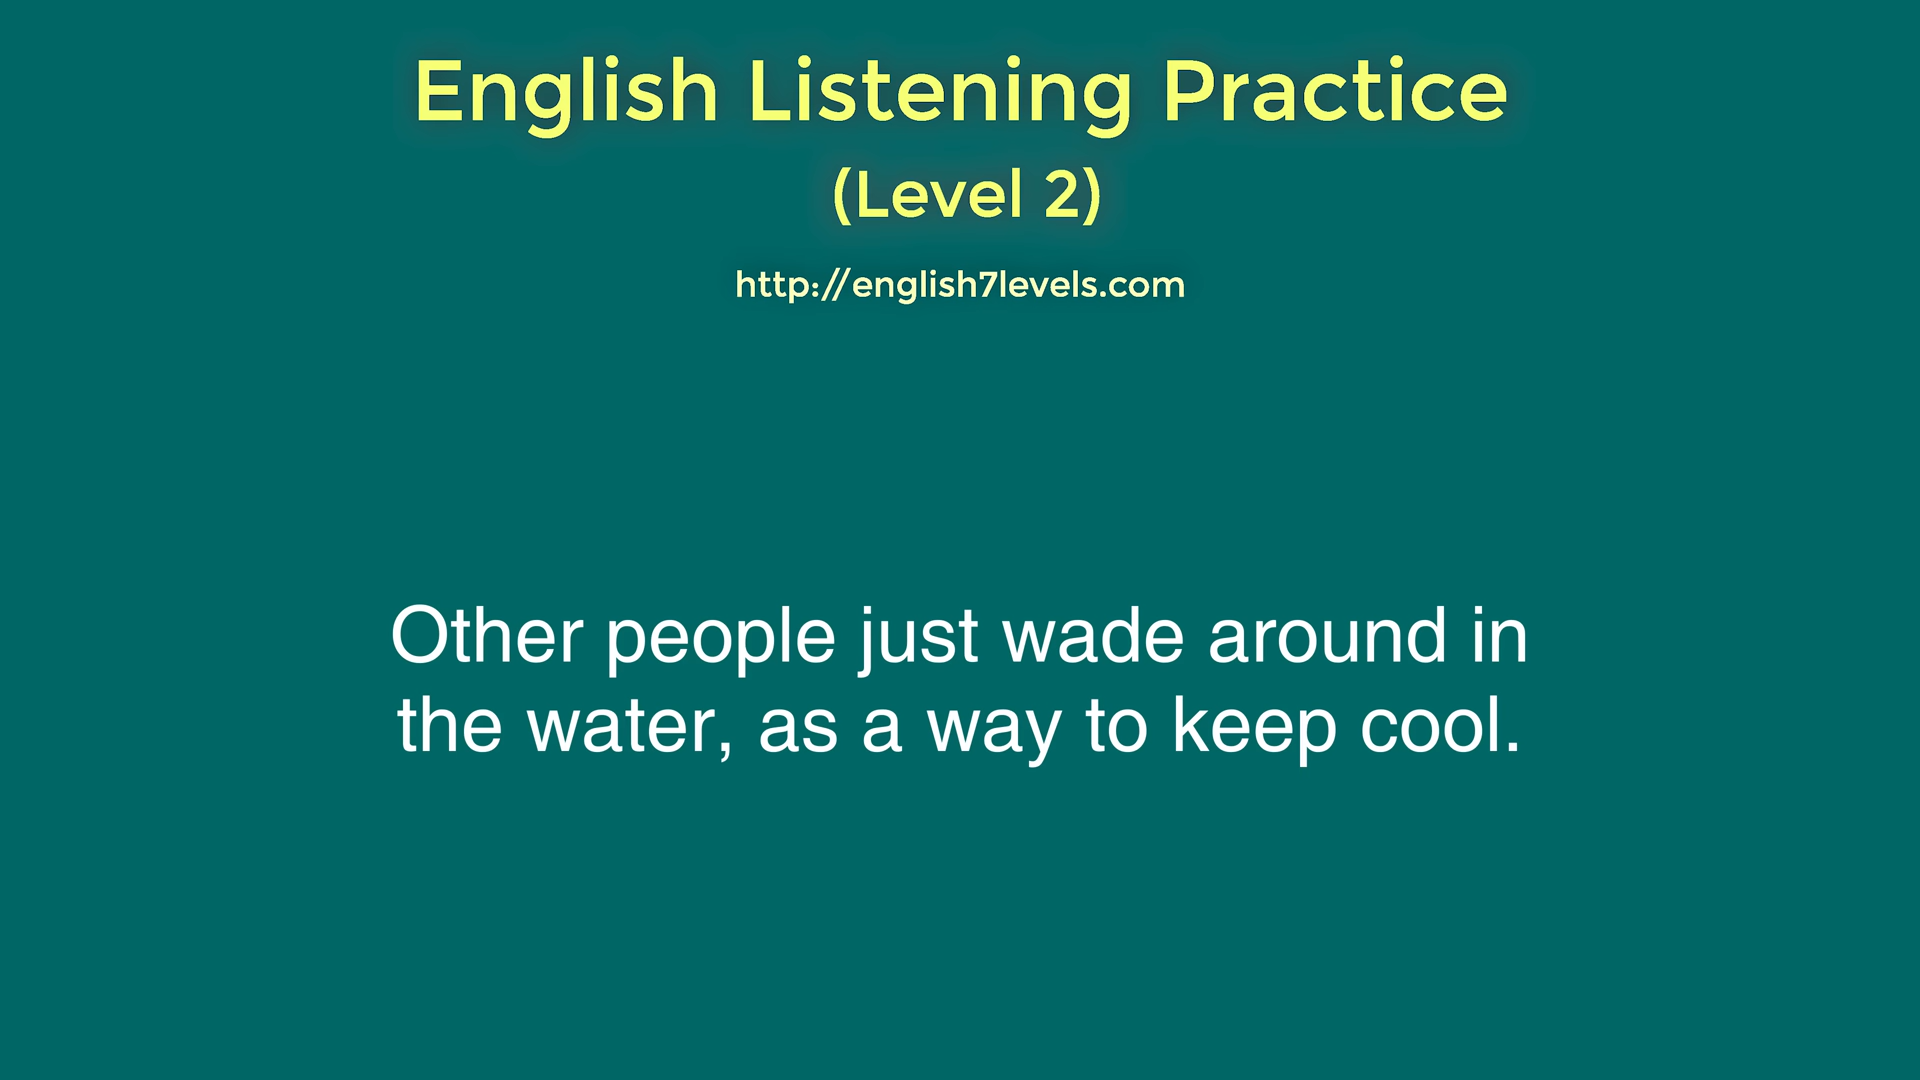 English Listening Practice
(Level 2)
http://english7levels.com
Other people just wade around in
the water, as a way to keep cool.